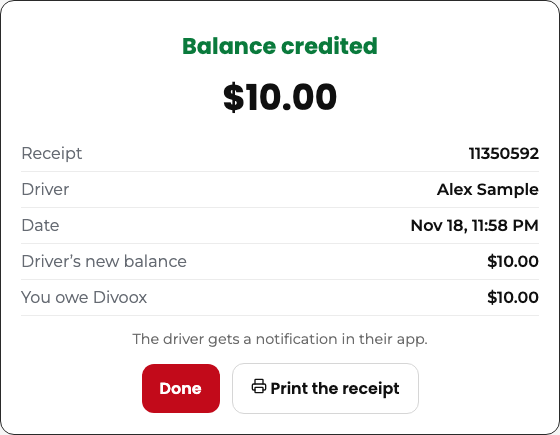 Balance credited
$10.00
Receipt 11350592
Driver Alex Sample
Date Nov 18, 11:58 PM
Driver’s new balance $10.00
You owe Divoox $10.00
The driver gets a notification in their app.
Done Print the receipt